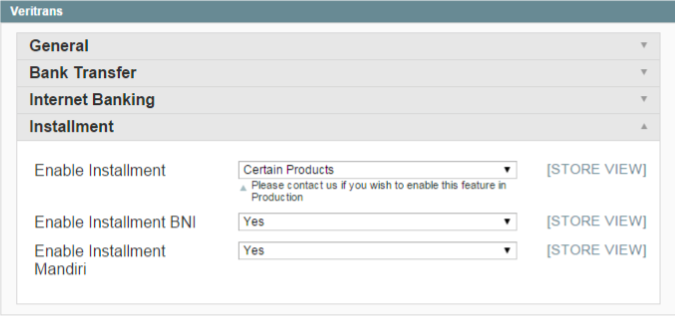 Veritrans
General
Bank Transfer
Internet Banking
Installment
Enable Installment Certain Products [STORE VIEW]
Please contact us if you wish to enable this feature in
Production
Enable Installment BNI Yes [STORE VIEW]
Enable Installment Yes [STORE VIEW]
Mandiri